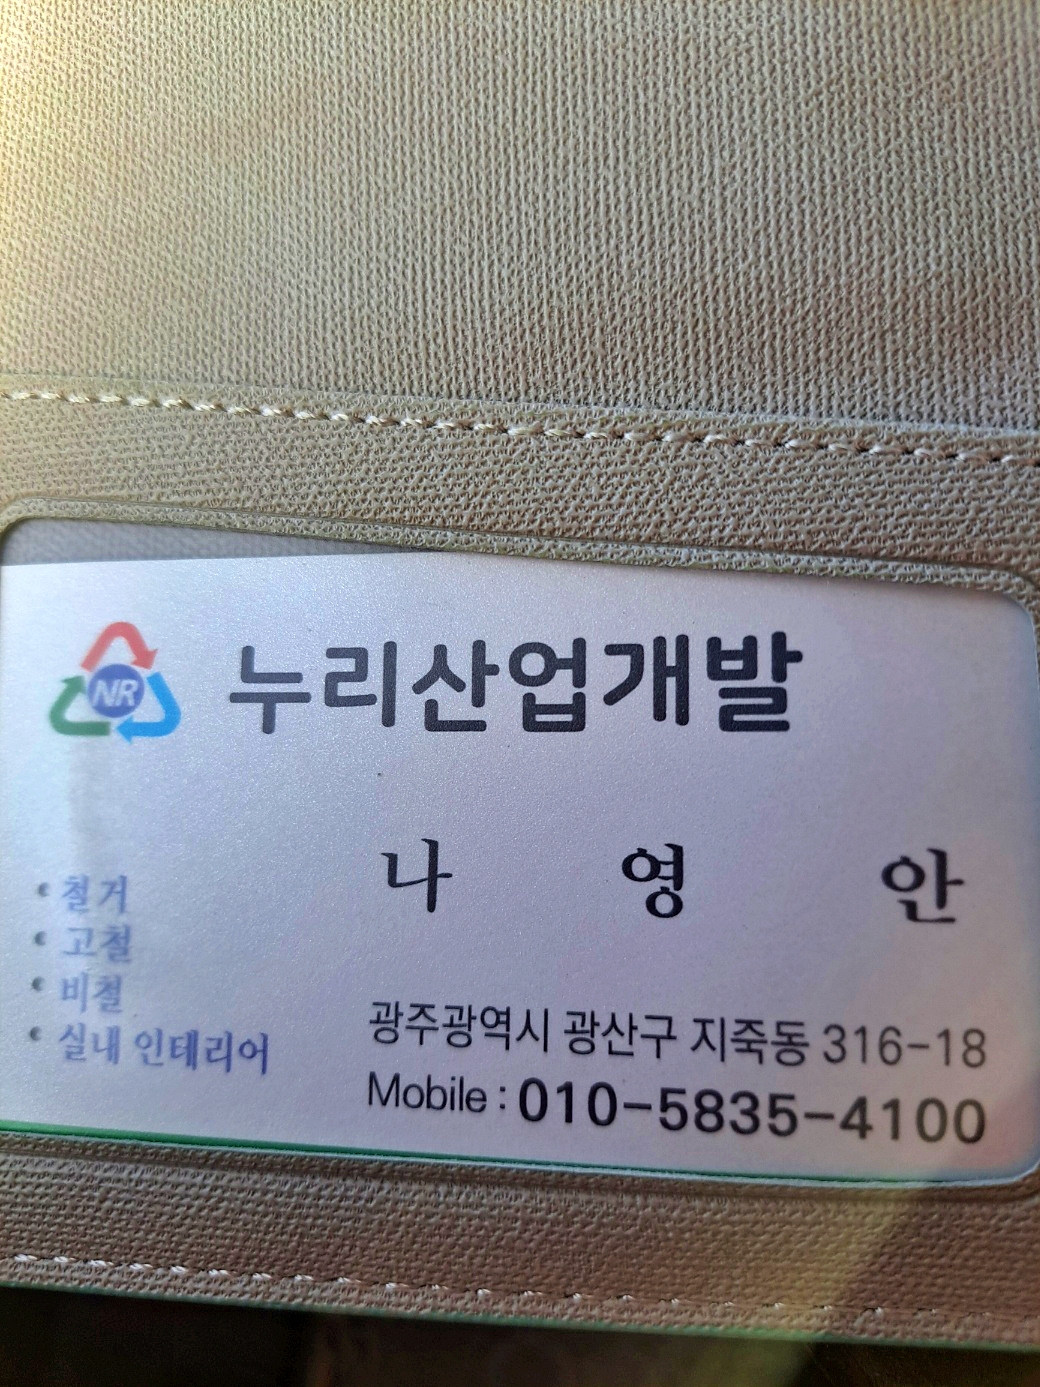 NR
누리산업개발
나 영 안
• 철거
• 고철
• 비철
• 실내 인테리어
광주광역시 광산구 지죽동 316-18
Mobile : 010-5835-4100